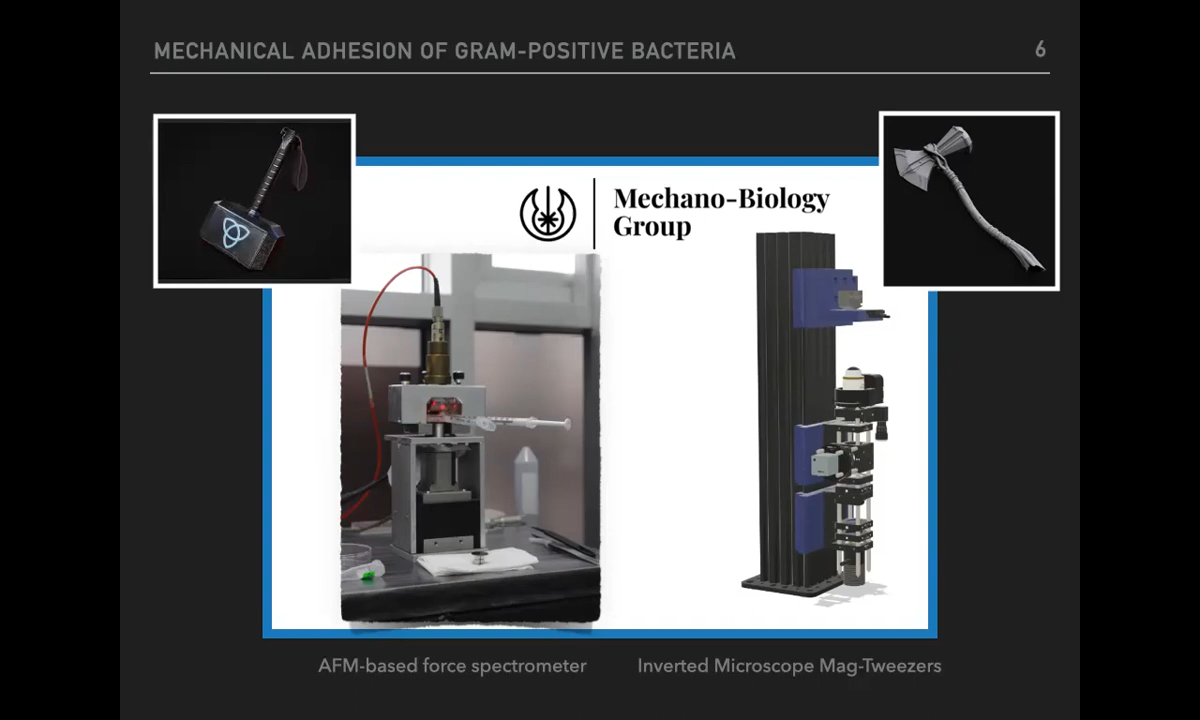 MECHANICAL ADHESION OF GRAM-POSITIVE BACTERIA
6
Mechano-Biology
Group
AFM-based force spectrometer
Inverted Microscope Mag-Tweezers